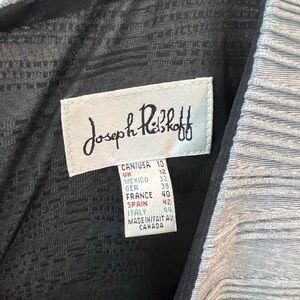 Joseph Ribkoff
CAN/USA 10
UK 12
MEXICO 32
GER 38
FRANCE 40
SPAIN 42
ITALY 44
MADE IN/FAIT AU
CANADA